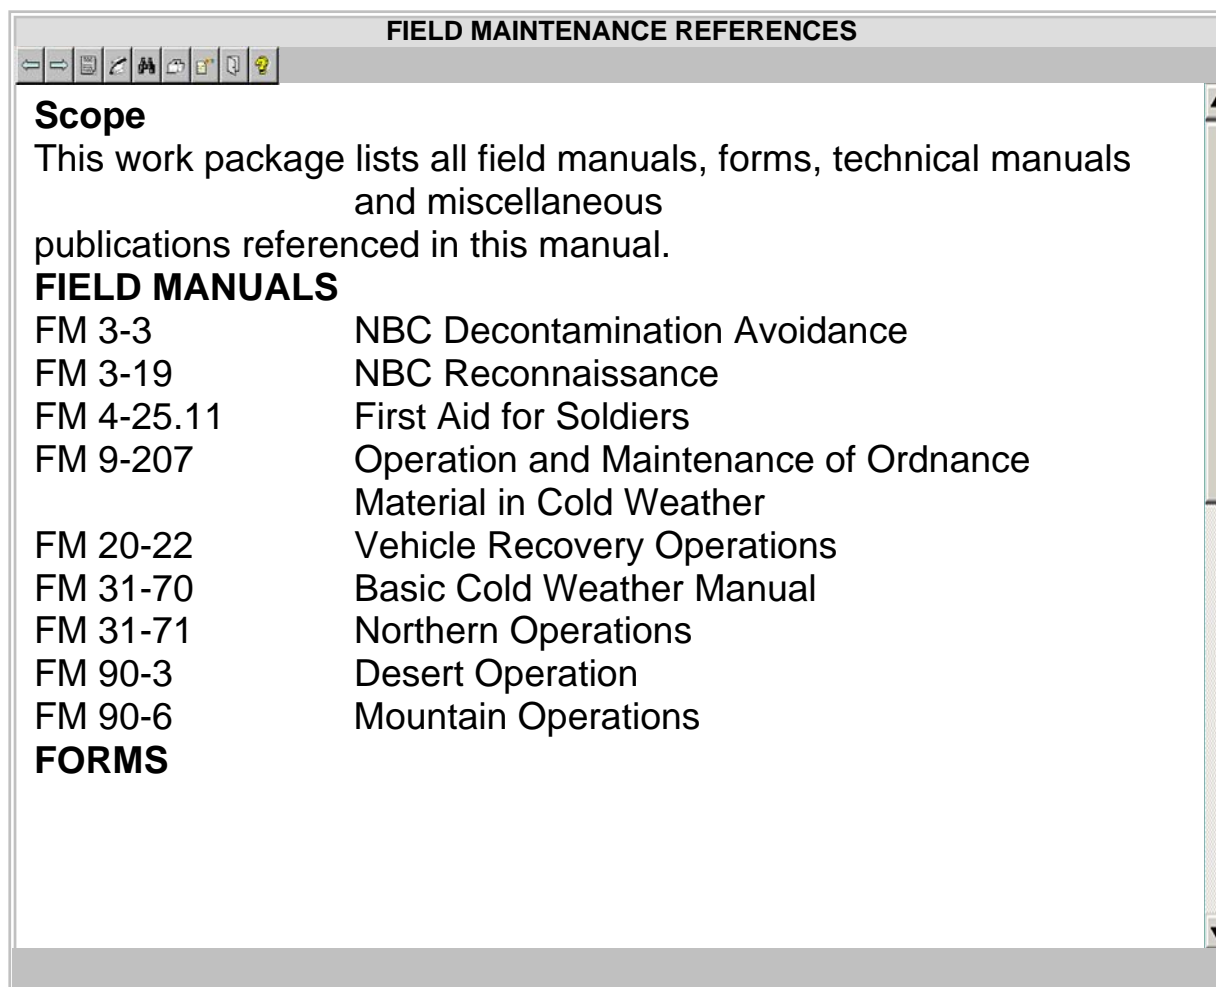 FIELD MAINTENANCE REFERENCES
Scope
This work package lists all field manuals, forms, technical manuals
and miscellaneous
publications referenced in this manual.
FIELD MANUALS
FM 3-3 NBC Decontamination Avoidance
FM 3-19 NBC Reconnaissance
FM 4-25.11 First Aid for Soldiers
FM 9-207 Operation and Maintenance of Ordnance
Material in Cold Weather
FM 20-22 Vehicle Recovery Operations
FM 31-70 Basic Cold Weather Manual
FM 31-71 Northern Operations
FM 90-3 Desert Operation
FM 90-6 Mountain Operations
FORMS